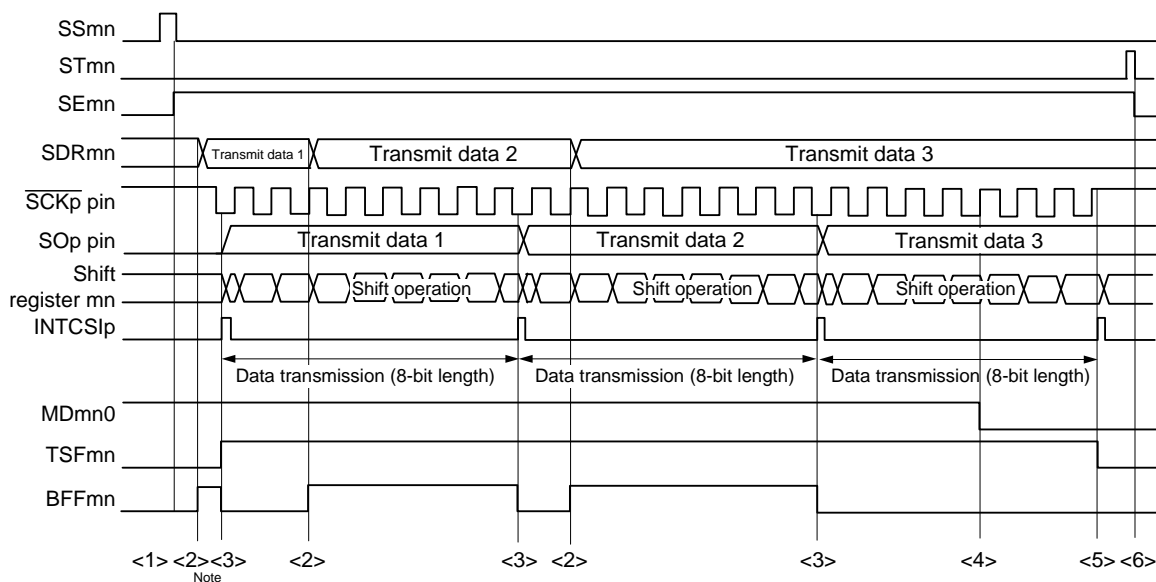 SSmn
STmn
SEmn
SDRmn Transmit data 1 Transmit data 2 Transmit data 3
SCKp pin
SOp pin Transmit data 1 Transmit data 2 Transmit data 3
Shift
register mn Shift operation Shift operation Shift operation
INTCSIp
Data transmission (8-bit length) Data transmission (8-bit length) Data transmission (8-bit length)
MDmn0
TSFmn
BFFmn
<1> <2> <3> <2> <3> <2> <3> <4> <5> <6>
Note